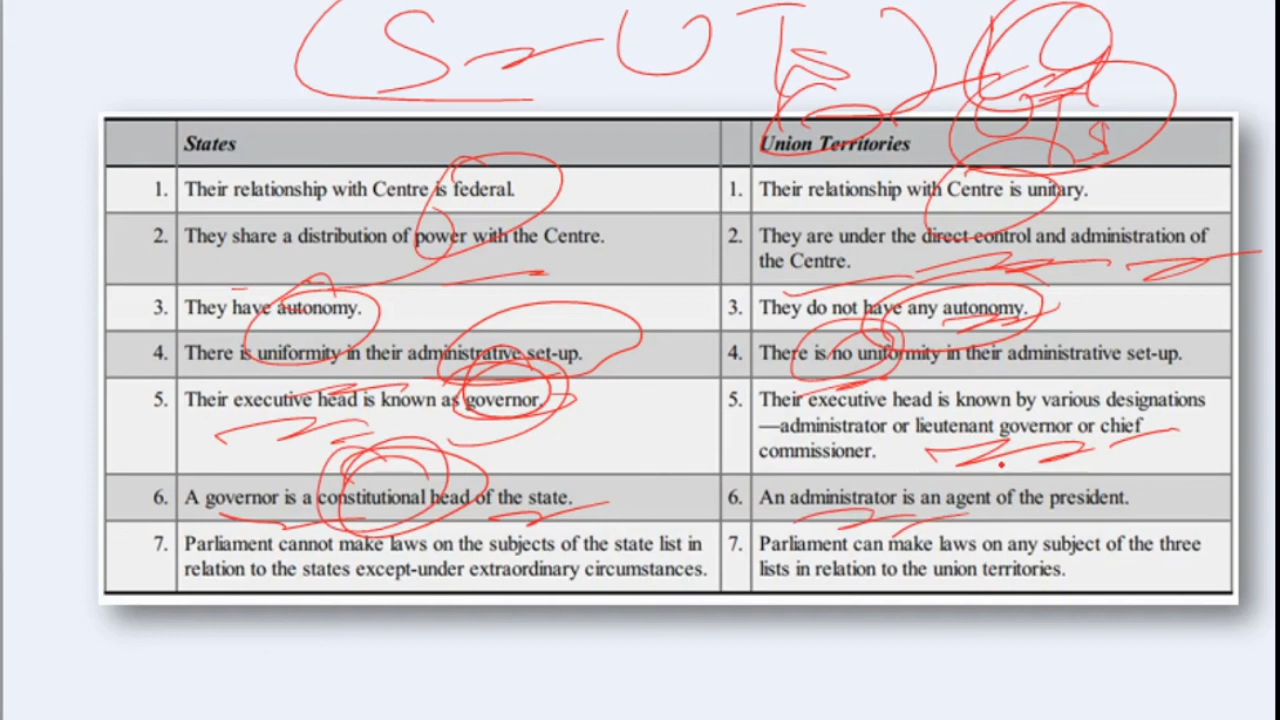 (S - UTs) UTs
States Union Territories
1. Their relationship with Centre is federal. 1. Their relationship with Centre is unitary.
2. They share a distribution of power with the Centre. 2. They are under the direct control and administration of
the Centre.
3. They have autonomy. 3. They do not have any autonomy.
4. There is uniformity in their administrative set-up. 4. There is no uniformity in their administrative set-up.
5. Their executive head is known as governor. 5. Their executive head is known by various designations
—administrator or lieutenant governor or chief
commissioner.
6. A governor is a constitutional head of the state. 6. An administrator is an agent of the president.
7. Parliament cannot make laws on the subjects of the state list in 7. Parliament can make laws on any subject of the three
relation to the states except-under extraordinary circumstances. lists in relation to the union territories.